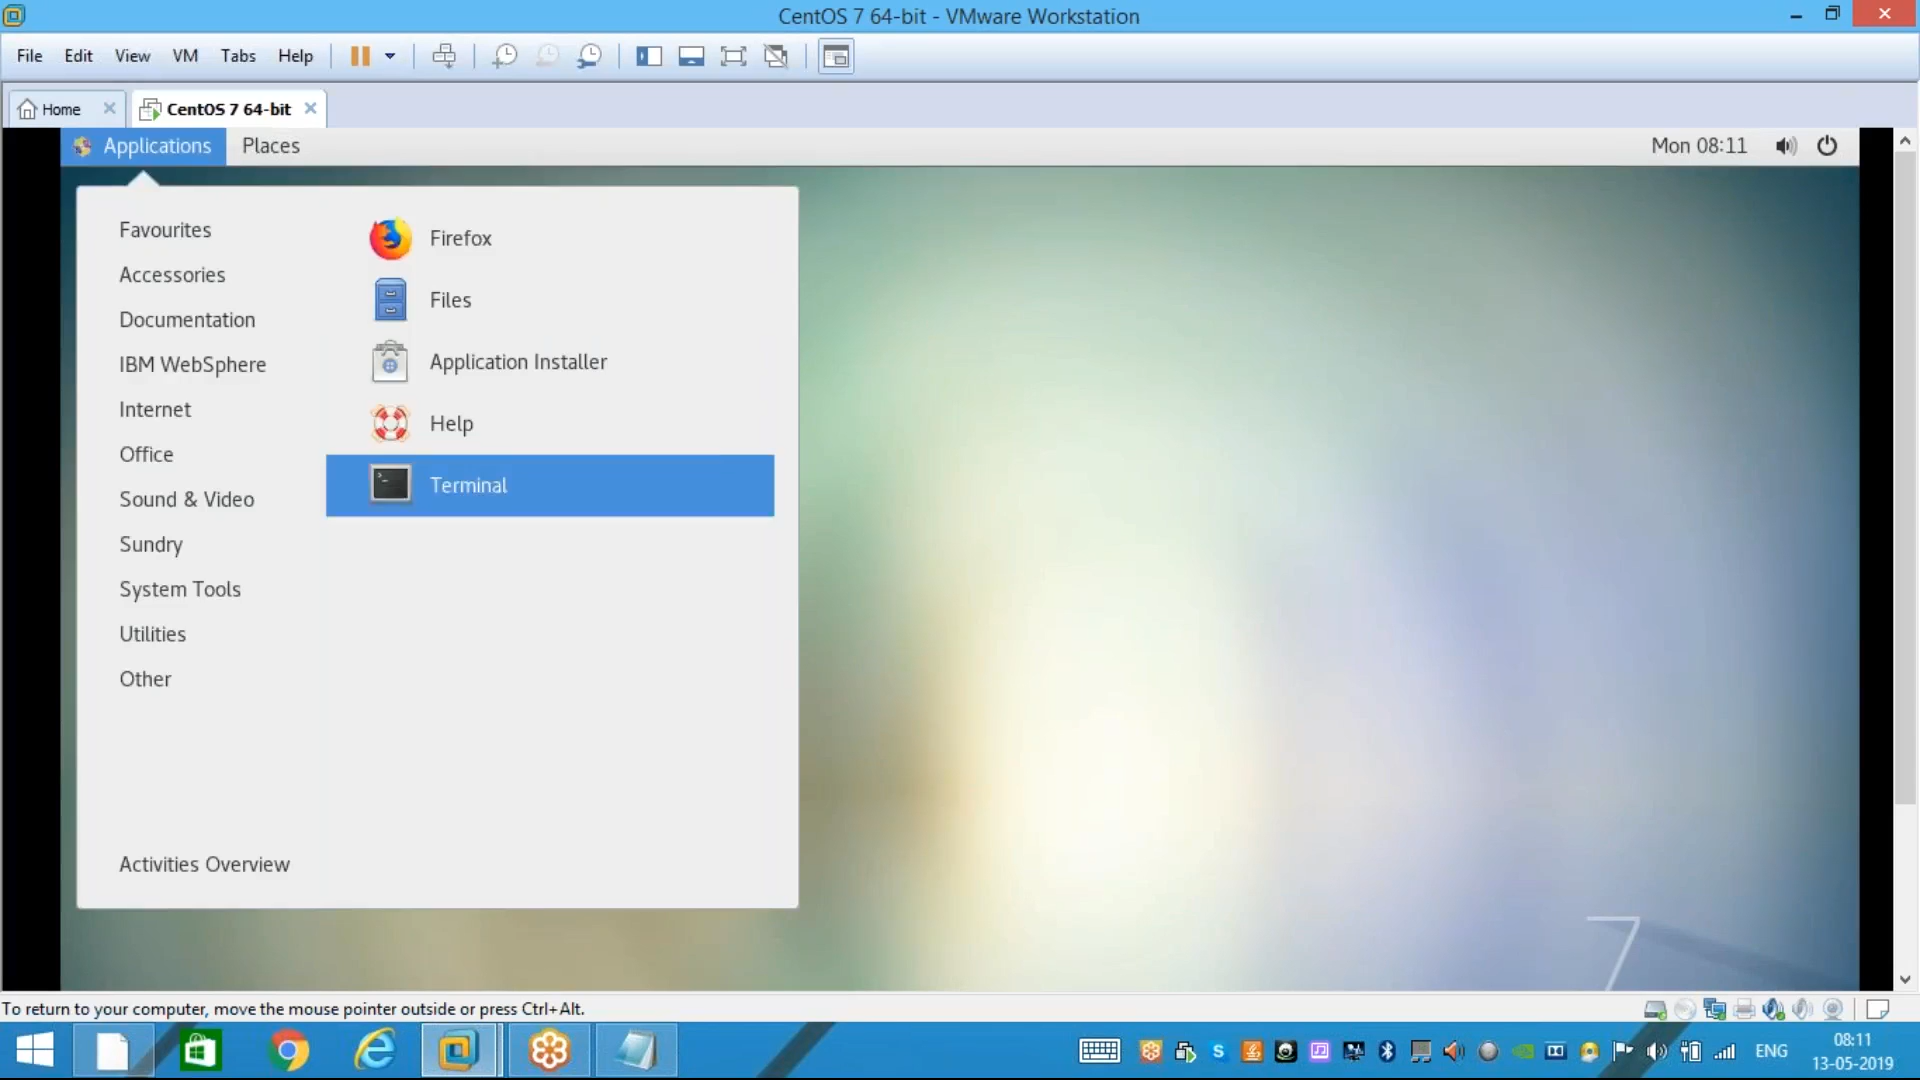 CentOS 7 64-bit - VMware Workstation
File Edit View VM Tabs Help
Home CentOS 7 64-bit
Applications Places Mon 08:11
Favourites
Accessories
Documentation
IBM WebSphere
Internet
Office
Sound & Video
Sundry
System Tools
Utilities
Other
Activities Overview
Firefox
Files
Application Installer
Help
Terminal
7
To return to your computer, move the mouse pointer outside or press Ctrl+Alt.
ENG
08:11
13-05-2019